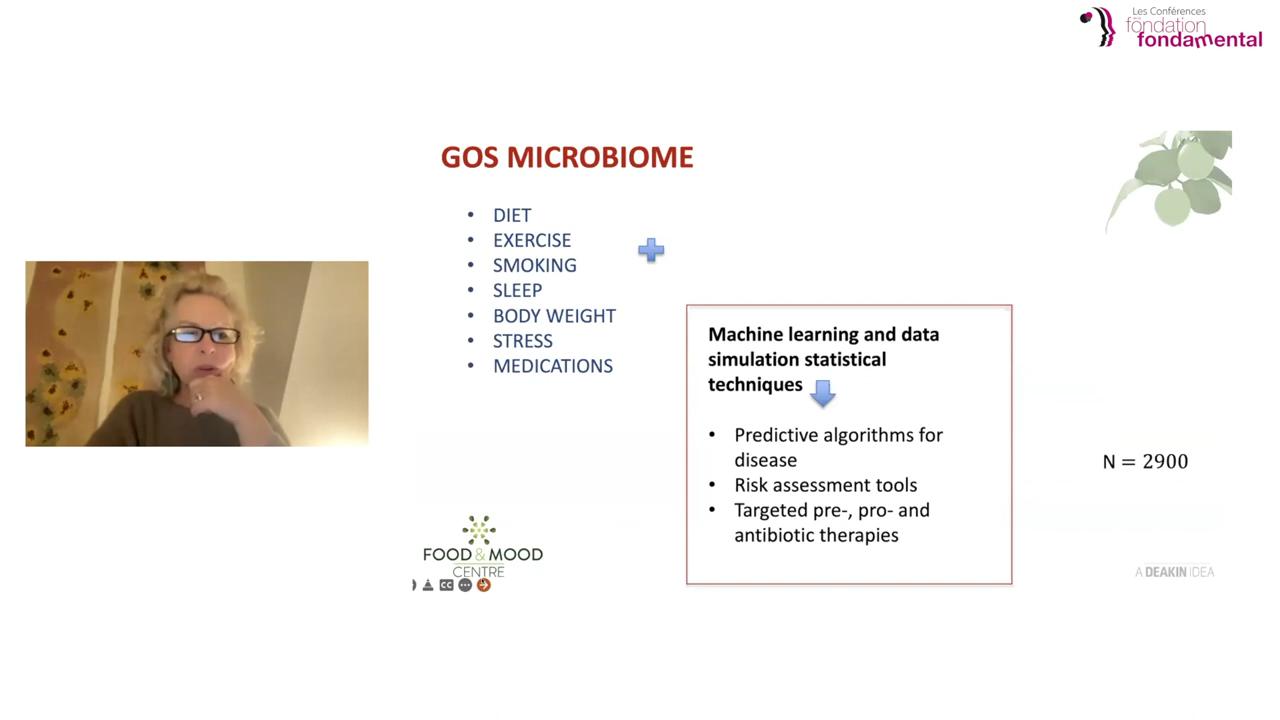 Les Conférences
fondation
fondamental
GOS MICROBIOME
• DIET
• EXERCISE
• SMOKING
• SLEEP
• BODY WEIGHT
• STRESS
• MEDICATIONS
Machine learning and data
simulation statistical
techniques
• Predictive algorithms for
disease
• Risk assessment tools
• Targeted pre-, pro- and
antibiotic therapies
N = 2900
FOOD & MOOD
CENTRE
CC
A DEAKIN IDEA